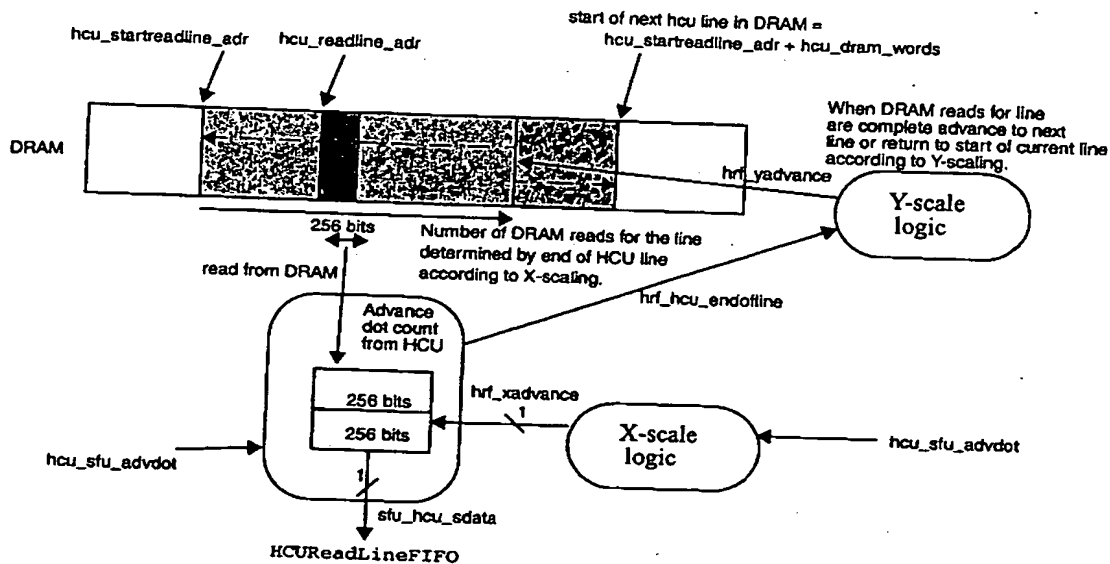 start of next hcu line in DRAM =
hcu_startreadline_adr + hcu_dram_words
hcu_startreadline_adr
hcu_readline_adr
DRAM
When DRAM reads for line
are complete advance to next
line or return to start of current line
according to Y-scaling.
hrf_yadvance
Y-scale
logic
256 bits
Number of DRAM reads for the line
determined by end of HCU line
according to X-scaling.
read from DRAM
hrf_hcu_endofline
Advance
dot count
from HCU
256 bits
256 bits
hrf_xadvance
1
X-scale
logic
hcu_sfu_advdot
hcu_sfu_advdot
1
sfu_hcu_sdata
HCUReadLineFIFO